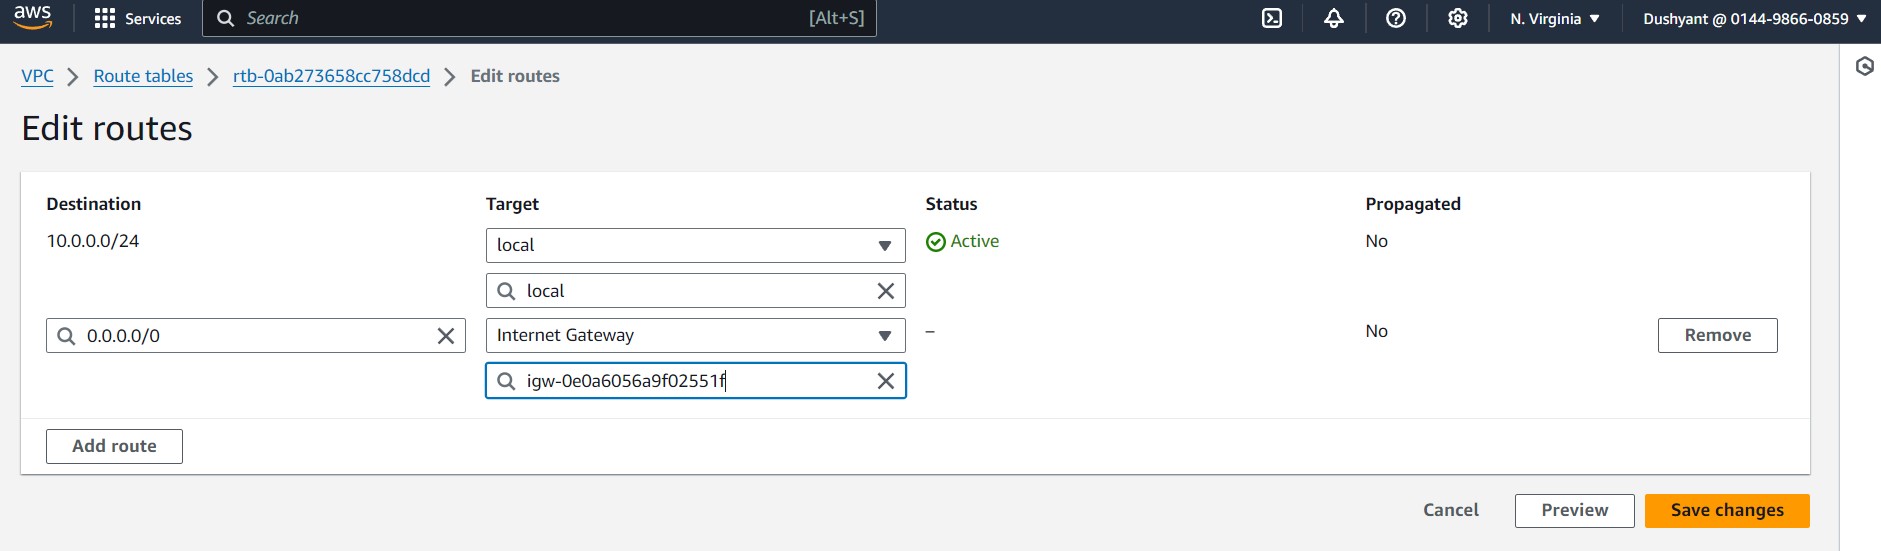 aws Services Search [Alt+S] N. Virginia Dushyant @ 0144-9866-0859
VPC Route tables rtb-0ab273658cc758dcd Edit routes
Edit routes
Destination Target Status Propagated
10.0.0.0/24 local Active No
local
0.0.0.0/0 Internet Gateway – No Remove
igw-0e0a6056a9f02551f
Add route
Cancel Preview Save changes